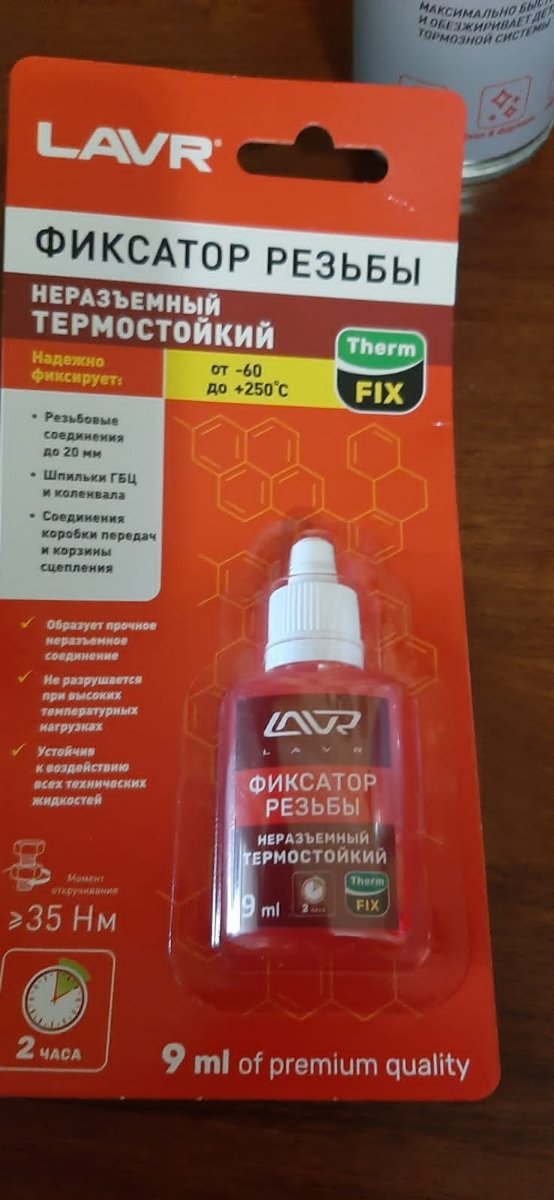 МАКСИМАЛЬНО
И ОБЕЗЖИРИВАЕТ
ТОРМОЗНОЙ СИСТЕМЫ
LAVR
ФИКСАТОР РЕЗЬБЫ
НЕРАЗЪЕМНЫЙ
ТЕРМОСТОЙКИЙ
Надежно
фиксирует:
от -60
до +250°C
Therm
FIX
• Резьбовые
соединения
до 20 мм
• Шпильки ГБЦ
и коленвала
• Соединения
коробки передач
и корзины
сцепления
Образует прочное
неразъемное
соединение
Не разрушается
при высоких
температурных
нагрузках
Устойчив
к воздействию
всех технических
жидкостей
Момент
откручивания
≥35 Нм
2 ЧАСА
LAVR
LAVR
ФИКСАТОР
РЕЗЬБЫ
НЕРАЗЪЕМНЫЙ
ТЕРМОСТОЙКИЙ
9 ml
2 ЧАСА
Therm
FIX
9 ml of premium quality